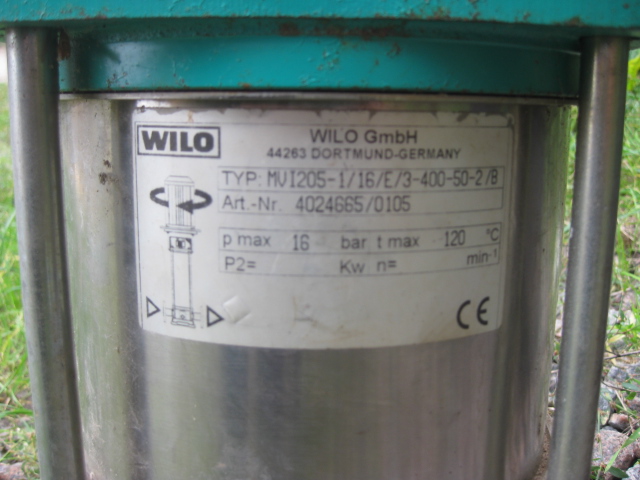 WILO
WILO GmbH
44263 DORTMUND-GERMANY
TYP: MVI205-1/16/E/3-400-50-2/B
Art.-Nr. 4024665/0105
p max 16 bar t max 120 °C
P2= Kw n= min-1
CE